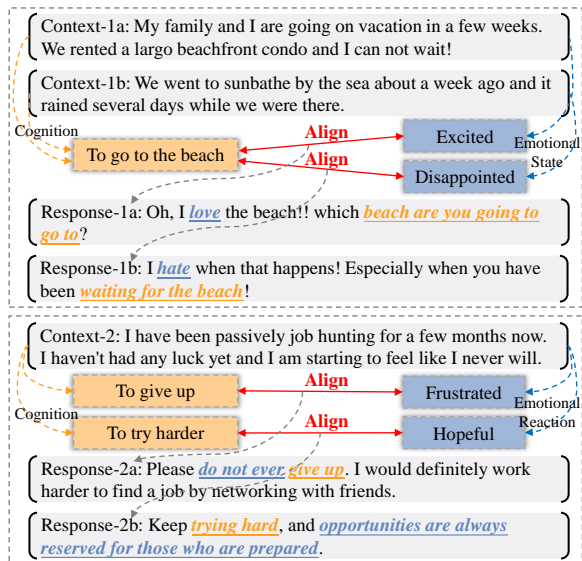 Context-1a: My family and I are going on vacation in a few weeks.
We rented a largo beachfront condo and I can not wait!
Context-1b: We went to sunbathe by the sea about a week ago and it
rained several days while we were there.
Cognition
To go to the beach
Align
Align
Excited
Disappointed
Emotional
State
Response-1a: Oh, I love the beach!! which beach are you going to
go to?
Response-1b: I hate when that happens! Especially when you have
been waiting for the beach!
Context-2: I have been passively job hunting for a few months now.
I haven't had any luck yet and I am starting to feel like I never will.
Cognition
To give up
Align
Frustrated
To try harder
Align
Hopeful
Emotional
Reaction
Response-2a: Please do not ever give up. I would definitely work
harder to find a job by networking with friends.
Response-2b: Keep trying hard, and opportunities are always
reserved for those who are prepared.